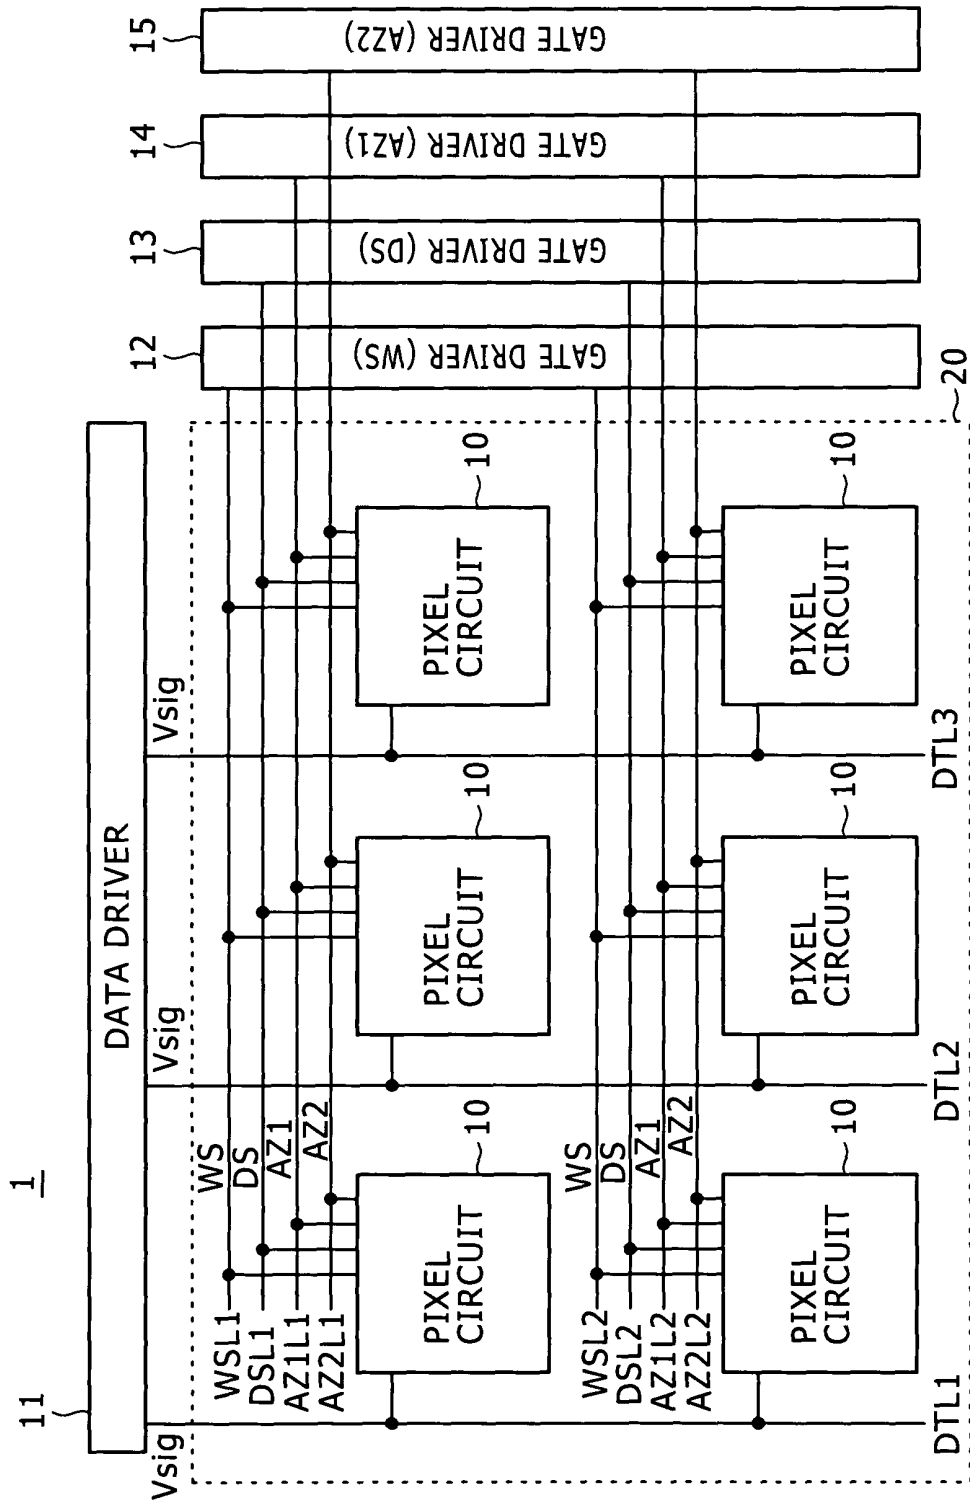 1
11
DATA DRIVER
Vsig
Vsig
Vsig
12
13
14
15
GATE DRIVER (WS)
GATE DRIVER (DS)
GATE DRIVER (AZ1)
GATE DRIVER (AZ2)
WSL1
WS
DSL1
DS
AZ1L1
AZ1
AZ2L1
AZ2
PIXEL
CIRCUIT
10
PIXEL
CIRCUIT
10
PIXEL
CIRCUIT
10
WSL2
WS
DSL2
DS
AZ1L2
AZ1
AZ2L2
AZ2
PIXEL
CIRCUIT
10
PIXEL
CIRCUIT
10
PIXEL
CIRCUIT
10
DTL1
DTL2
DTL3
20